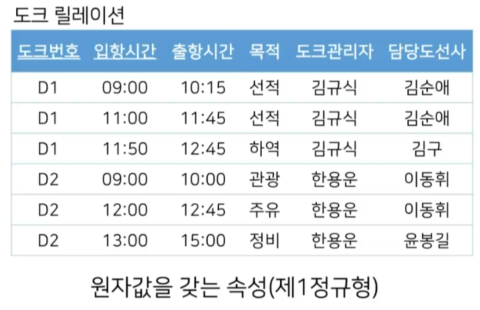 도크 릴레이션
도크번호 입항시간 출항시간 목적 도크관리자 담당도선사
D1 09:00 10:15 선적 김규식 김순애
D1 11:00 11:45 선적 김규식 김순애
D1 11:50 12:45 하역 김규식 김구
D2 09:00 10:00 관광 한용운 이동휘
D2 12:00 12:45 주유 한용운 이동휘
D2 13:00 15:00 정비 한용운 윤봉길
원자값을 갖는 속성(제1정규형)